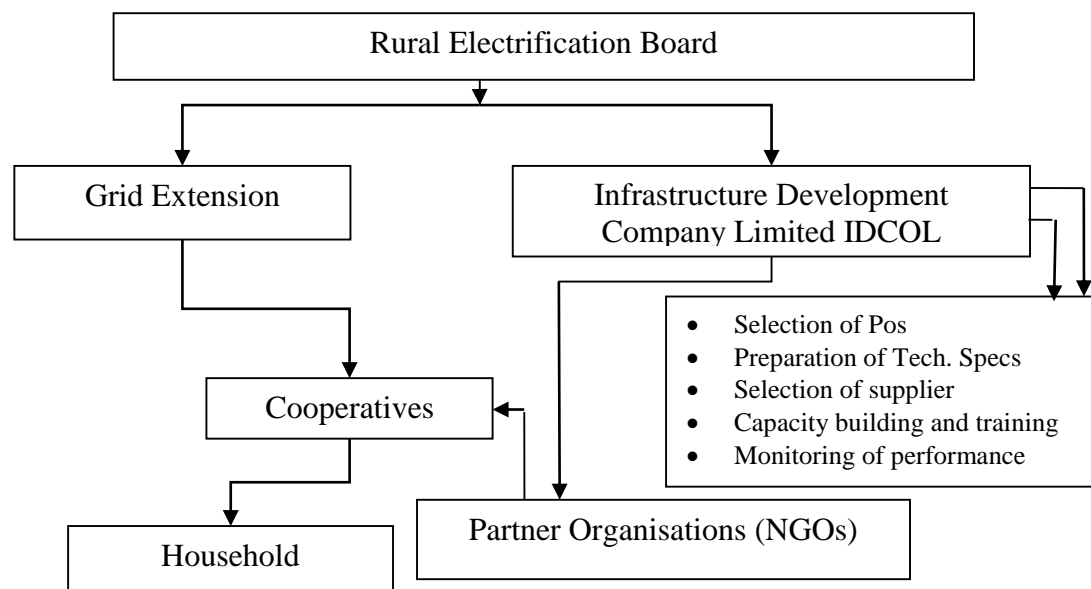 Rural Electrification Board
Grid Extension
Infrastructure Development
Company Limited IDCOL
• Selection of Pos
• Preparation of Tech. Specs
• Selection of supplier
• Capacity building and training
• Monitoring of performance
Cooperatives
Partner Organisations (NGOs)
Household